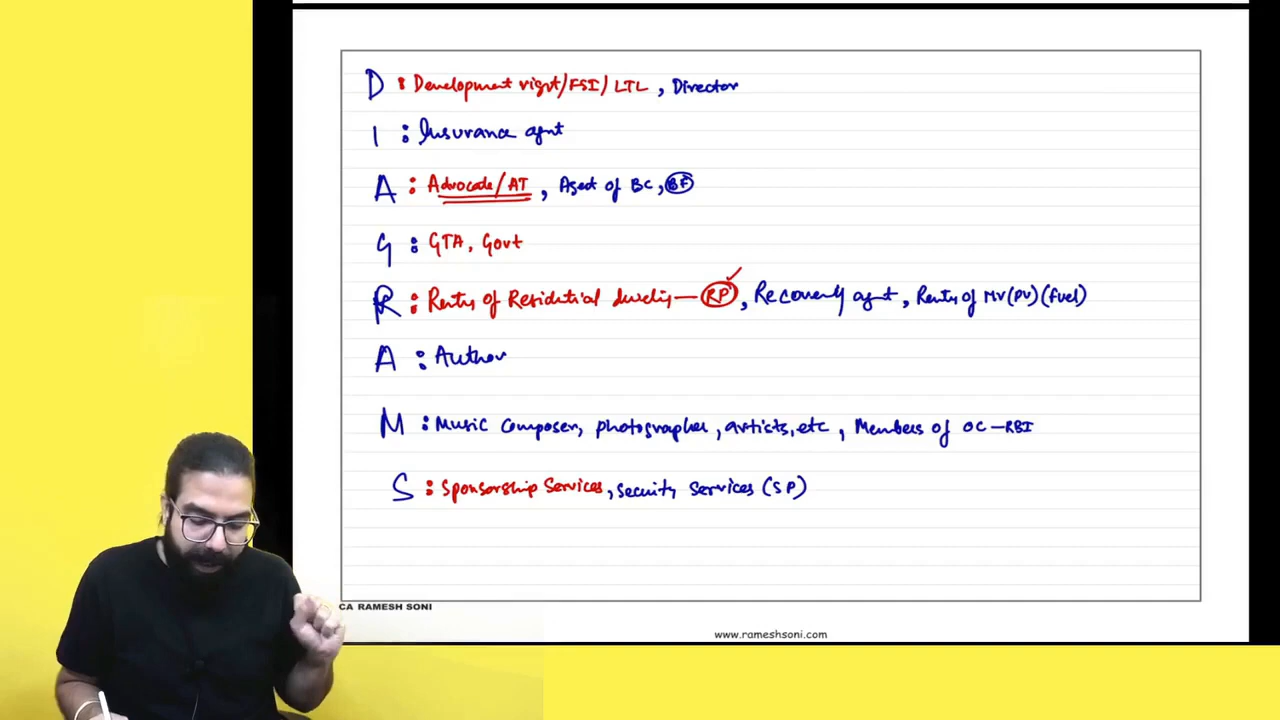 D : Development right/FSI/LTL, Director
I : Insurance agent
A : Advocate/AT, Agent of BC, BF
G : GTA, Govt
R : Renting of Residential dwelling — RP, Recovery agent, Renting of MV(PV)(fuel)
A : Author
M : Music composer, photographer, artists, etc, Members of OC-RBI
S : Sponsorship Services, Security Services (SP)
CA RAMESH SONI
www.rameshsoni.com